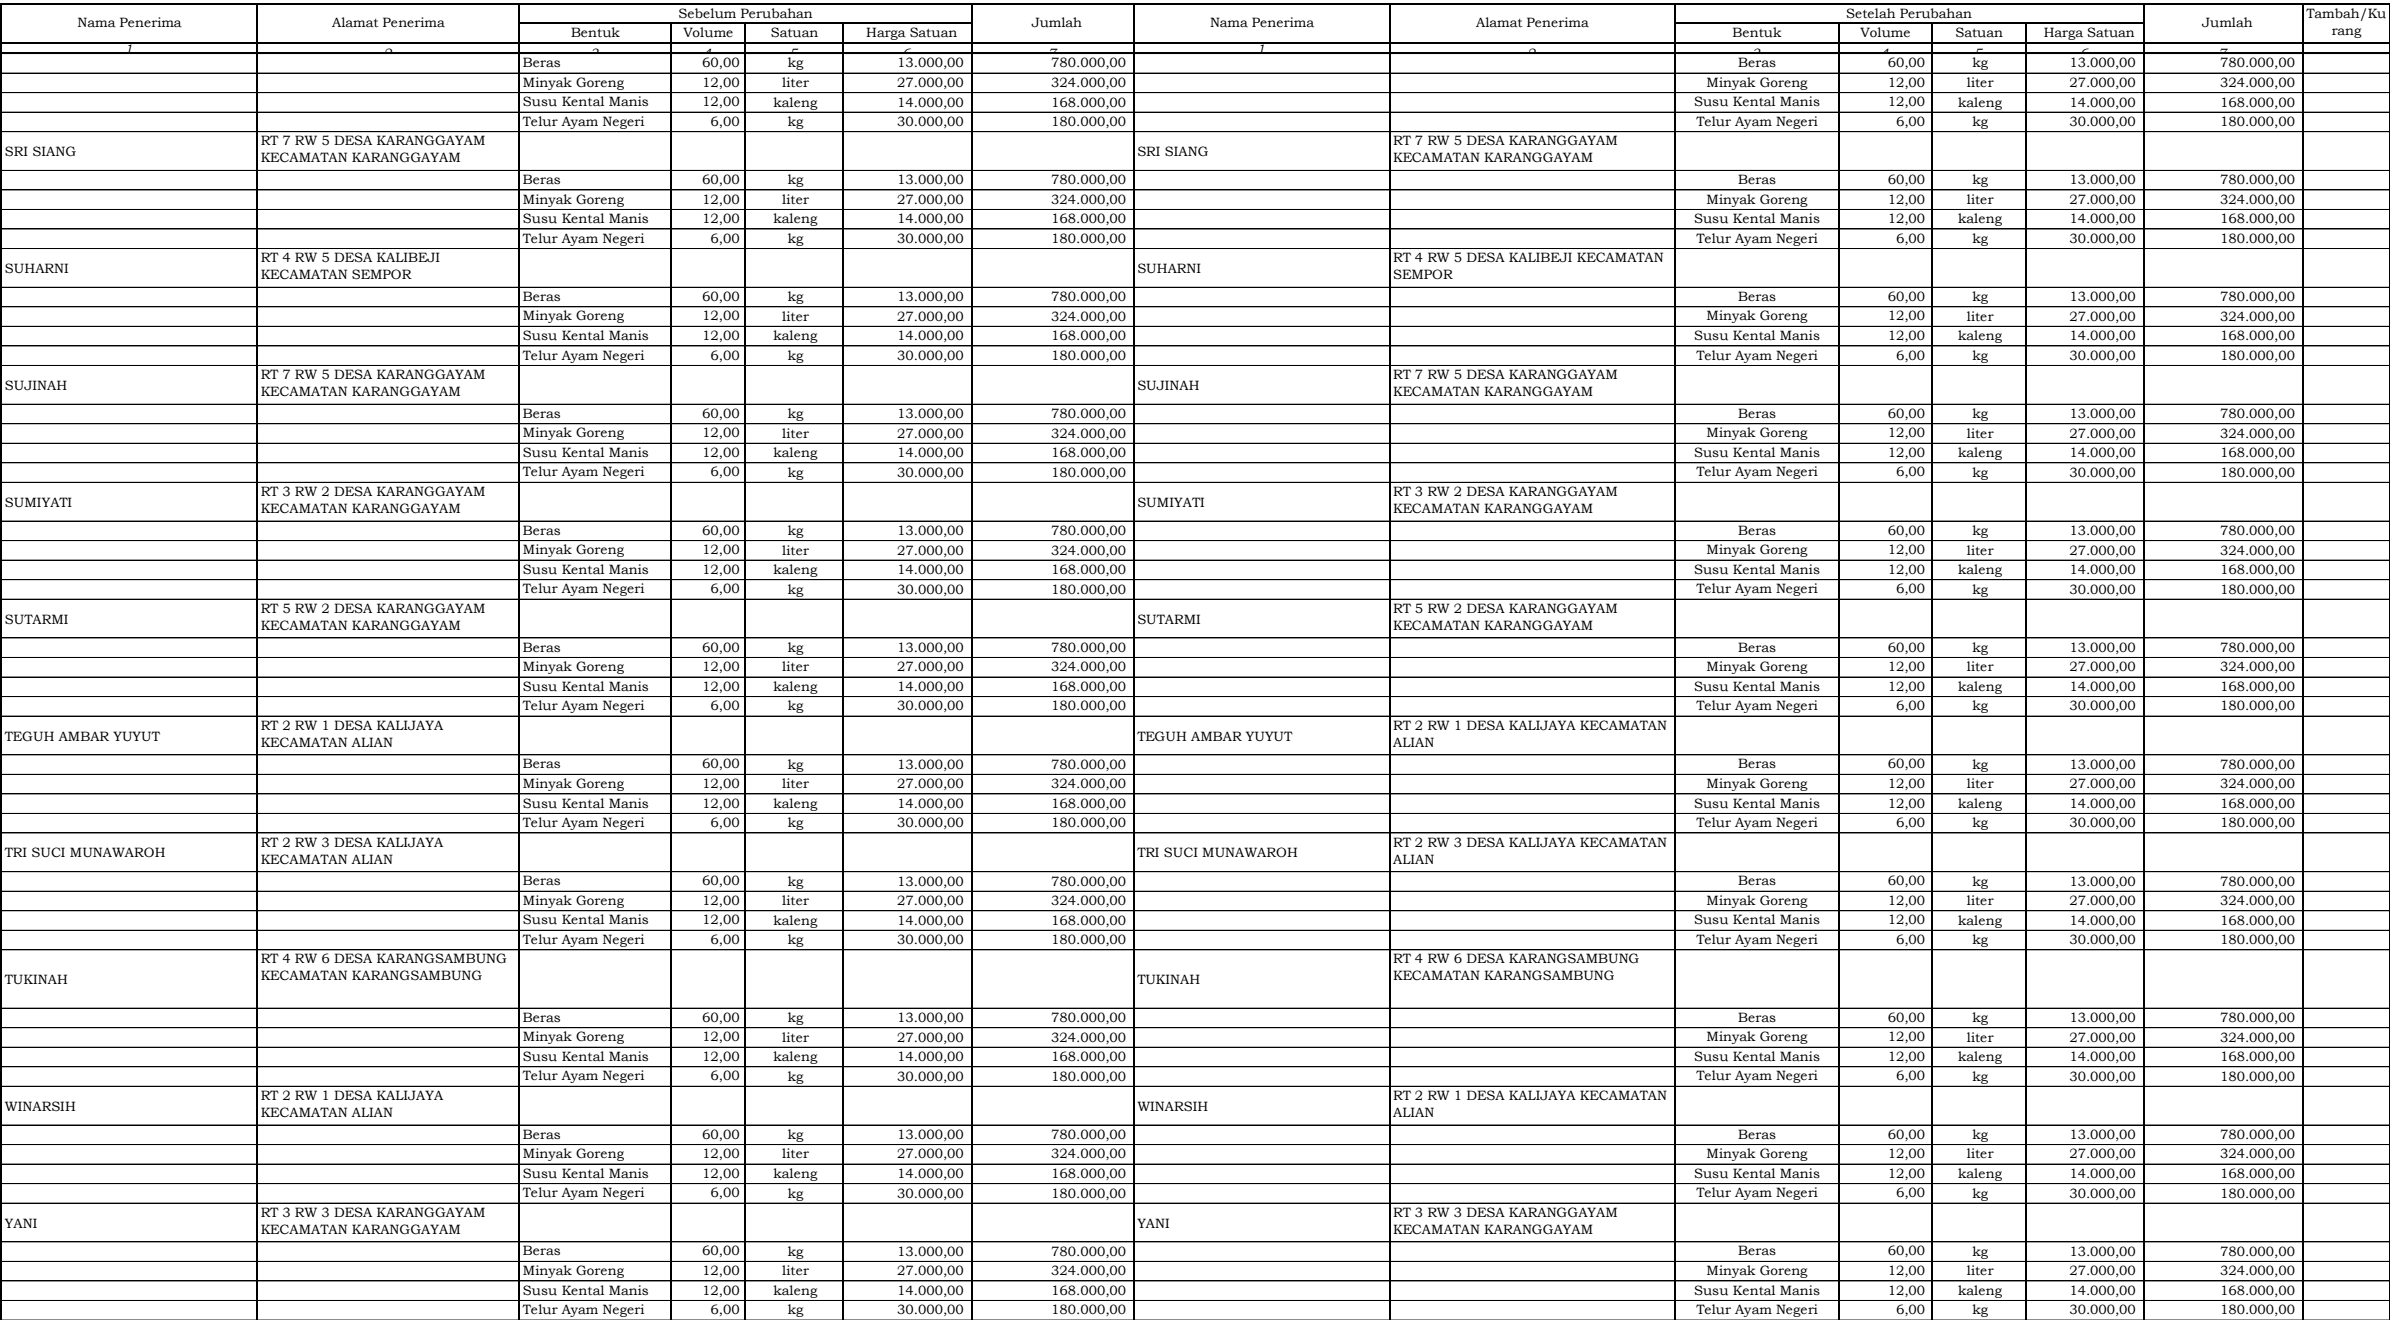 Nama Penerima Alamat Penerima Sebelum Perubahan Jumlah Nama Penerima Alamat Penerima Setelah Perubahan Jumlah Tambah/Ku
rang
Bentuk Volume Satuan Harga Satuan Bentuk Volume Satuan Harga Satuan
1 2 3 4 5 6 7 1 2 3 4 5 6 7
Beras 60,00 kg 13.000,00 780.000,00 Beras 60,00 kg 13.000,00 780.000,00
Minyak Goreng 12,00 liter 27.000,00 324.000,00 Minyak Goreng 12,00 liter 27.000,00 324.000,00
Susu Kental Manis 12,00 kaleng 14.000,00 168.000,00 Susu Kental Manis 12,00 kaleng 14.000,00 168.000,00
Telur Ayam Negeri 6,00 kg 30.000,00 180.000,00 Telur Ayam Negeri 6,00 kg 30.000,00 180.000,00
SRI SIANG RT 7 RW 5 DESA KARANGGAYAM SRI SIANG RT 7 RW 5 DESA KARANGGAYAM
KECAMATAN KARANGGAYAM KECAMATAN KARANGGAYAM
Beras 60,00 kg 13.000,00 780.000,00 Beras 60,00 kg 13.000,00 780.000,00
Minyak Goreng 12,00 liter 27.000,00 324.000,00 Minyak Goreng 12,00 liter 27.000,00 324.000,00
Susu Kental Manis 12,00 kaleng 14.000,00 168.000,00 Susu Kental Manis 12,00 kaleng 14.000,00 168.000,00
Telur Ayam Negeri 6,00 kg 30.000,00 180.000,00 Telur Ayam Negeri 6,00 kg 30.000,00 180.000,00
SUHARNI RT 4 RW 5 DESA KALIBEJI SUHARNI RT 4 RW 5 DESA KALIBEJI KECAMATAN
KECAMATAN SEMPOR SEMPOR
Beras 60,00 kg 13.000,00 780.000,00 Beras 60,00 kg 13.000,00 780.000,00
Minyak Goreng 12,00 liter 27.000,00 324.000,00 Minyak Goreng 12,00 liter 27.000,00 324.000,00
Susu Kental Manis 12,00 kaleng 14.000,00 168.000,00 Susu Kental Manis 12,00 kaleng 14.000,00 168.000,00
Telur Ayam Negeri 6,00 kg 30.000,00 180.000,00 Telur Ayam Negeri 6,00 kg 30.000,00 180.000,00
SUJINAH RT 7 RW 5 DESA KARANGGAYAM SUJINAH RT 7 RW 5 DESA KARANGGAYAM
KECAMATAN KARANGGAYAM KECAMATAN KARANGGAYAM
Beras 60,00 kg 13.000,00 780.000,00 Beras 60,00 kg 13.000,00 780.000,00
Minyak Goreng 12,00 liter 27.000,00 324.000,00 Minyak Goreng 12,00 liter 27.000,00 324.000,00
Susu Kental Manis 12,00 kaleng 14.000,00 168.000,00 Susu Kental Manis 12,00 kaleng 14.000,00 168.000,00
Telur Ayam Negeri 6,00 kg 30.000,00 180.000,00 Telur Ayam Negeri 6,00 kg 30.000,00 180.000,00
SUMIYATI RT 3 RW 2 DESA KARANGGAYAM SUMIYATI RT 3 RW 2 DESA KARANGGAYAM
KECAMATAN KARANGGAYAM KECAMATAN KARANGGAYAM
Beras 60,00 kg 13.000,00 780.000,00 Beras 60,00 kg 13.000,00 780.000,00
Minyak Goreng 12,00 liter 27.000,00 324.000,00 Minyak Goreng 12,00 liter 27.000,00 324.000,00
Susu Kental Manis 12,00 kaleng 14.000,00 168.000,00 Susu Kental Manis 12,00 kaleng 14.000,00 168.000,00
Telur Ayam Negeri 6,00 kg 30.000,00 180.000,00 Telur Ayam Negeri 6,00 kg 30.000,00 180.000,00
SUTARMI RT 5 RW 2 DESA KARANGGAYAM SUTARMI RT 5 RW 2 DESA KARANGGAYAM
KECAMATAN KARANGGAYAM KECAMATAN KARANGGAYAM
Beras 60,00 kg 13.000,00 780.000,00 Beras 60,00 kg 13.000,00 780.000,00
Minyak Goreng 12,00 liter 27.000,00 324.000,00 Minyak Goreng 12,00 liter 27.000,00 324.000,00
Susu Kental Manis 12,00 kaleng 14.000,00 168.000,00 Susu Kental Manis 12,00 kaleng 14.000,00 168.000,00
Telur Ayam Negeri 6,00 kg 30.000,00 180.000,00 Telur Ayam Negeri 6,00 kg 30.000,00 180.000,00
TEGUH AMBAR YUYUT RT 2 RW 1 DESA KALIJAYA TEGUH AMBAR YUYUT RT 2 RW 1 DESA KALIJAYA KECAMATAN
KECAMATAN ALIAN ALIAN
Beras 60,00 kg 13.000,00 780.000,00 Beras 60,00 kg 13.000,00 780.000,00
Minyak Goreng 12,00 liter 27.000,00 324.000,00 Minyak Goreng 12,00 liter 27.000,00 324.000,00
Susu Kental Manis 12,00 kaleng 14.000,00 168.000,00 Susu Kental Manis 12,00 kaleng 14.000,00 168.000,00
Telur Ayam Negeri 6,00 kg 30.000,00 180.000,00 Telur Ayam Negeri 6,00 kg 30.000,00 180.000,00
TRI SUCI MUNAWAROH RT 2 RW 3 DESA KALIJAYA TRI SUCI MUNAWAROH RT 2 RW 3 DESA KALIJAYA KECAMATAN
KECAMATAN ALIAN ALIAN
Beras 60,00 kg 13.000,00 780.000,00 Beras 60,00 kg 13.000,00 780.000,00
Minyak Goreng 12,00 liter 27.000,00 324.000,00 Minyak Goreng 12,00 liter 27.000,00 324.000,00
Susu Kental Manis 12,00 kaleng 14.000,00 168.000,00 Susu Kental Manis 12,00 kaleng 14.000,00 168.000,00
Telur Ayam Negeri 6,00 kg 30.000,00 180.000,00 Telur Ayam Negeri 6,00 kg 30.000,00 180.000,00
TUKINAH RT 4 RW 6 DESA KARANGSAMBUNG TUKINAH RT 4 RW 6 DESA KARANGSAMBUNG
KECAMATAN KARANGSAMBUNG KECAMATAN KARANGSAMBUNG
Beras 60,00 kg 13.000,00 780.000,00 Beras 60,00 kg 13.000,00 780.000,00
Minyak Goreng 12,00 liter 27.000,00 324.000,00 Minyak Goreng 12,00 liter 27.000,00 324.000,00
Susu Kental Manis 12,00 kaleng 14.000,00 168.000,00 Susu Kental Manis 12,00 kaleng 14.000,00 168.000,00
Telur Ayam Negeri 6,00 kg 30.000,00 180.000,00 Telur Ayam Negeri 6,00 kg 30.000,00 180.000,00
WINARSIH RT 2 RW 1 DESA KALIJAYA WINARSIH RT 2 RW 1 DESA KALIJAYA KECAMATAN
KECAMATAN ALIAN ALIAN
Beras 60,00 kg 13.000,00 780.000,00 Beras 60,00 kg 13.000,00 780.000,00
Minyak Goreng 12,00 liter 27.000,00 324.000,00 Minyak Goreng 12,00 liter 27.000,00 324.000,00
Susu Kental Manis 12,00 kaleng 14.000,00 168.000,00 Susu Kental Manis 12,00 kaleng 14.000,00 168.000,00
Telur Ayam Negeri 6,00 kg 30.000,00 180.000,00 Telur Ayam Negeri 6,00 kg 30.000,00 180.000,00
YANI RT 3 RW 3 DESA KARANGGAYAM YANI RT 3 RW 3 DESA KARANGGAYAM
KECAMATAN KARANGGAYAM KECAMATAN KARANGGAYAM
Beras 60,00 kg 13.000,00 780.000,00 Beras 60,00 kg 13.000,00 780.000,00
Minyak Goreng 12,00 liter 27.000,00 324.000,00 Minyak Goreng 12,00 liter 27.000,00 324.000,00
Susu Kental Manis 12,00 kaleng 14.000,00 168.000,00 Susu Kental Manis 12,00 kaleng 14.000,00 168.000,00
Telur Ayam Negeri 6,00 kg 30.000,00 180.000,00 Telur Ayam Negeri 6,00 kg 30.000,00 180.000,00